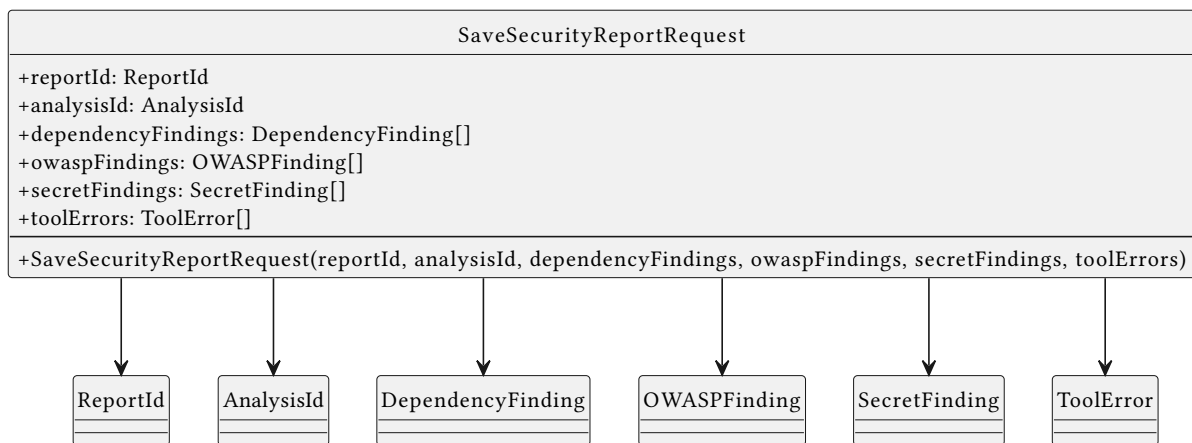 SaveSecurityReportRequest
+reportId: ReportId
+analysisId: AnalysisId
+dependencyFindings: DependencyFinding[]
+owaspFindings: OWASPFinding[]
+secretFindings: SecretFinding[]
+toolErrors: ToolError[]
+SaveSecurityReportRequest(reportId, analysisId, dependencyFindings, owaspFindings, secretFindings, toolErrors)
ReportId
AnalysisId
DependencyFinding
OWASPFinding
SecretFinding
ToolError